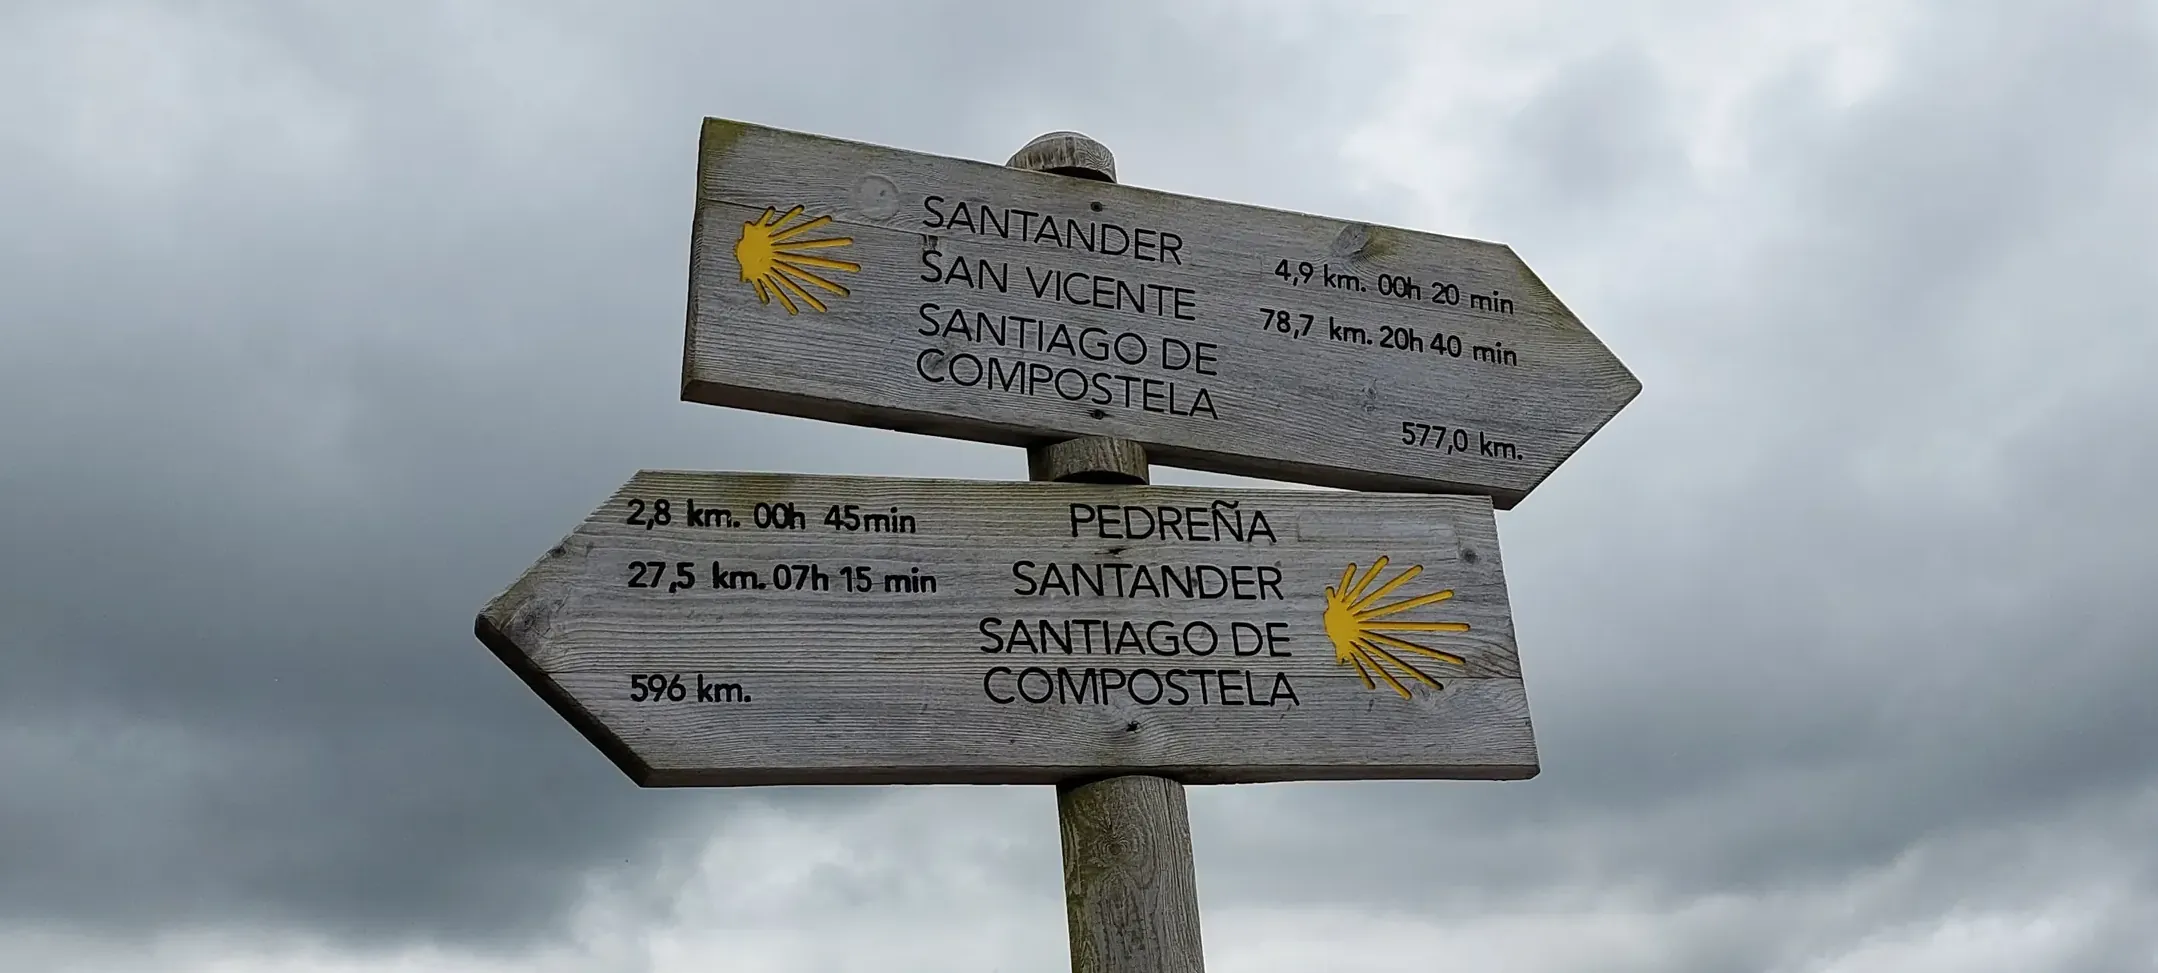 SANTANDER 4,9 km. 00h 20 min
SAN VICENTE 78,7 km. 20h 40 min
SANTIAGO DE
COMPOSTELA 577,0 km.
2,8 km. 00h 45min PEDREÑA
27,5 km. 07h 15 min SANTANDER
SANTIAGO DE
596 km. COMPOSTELA